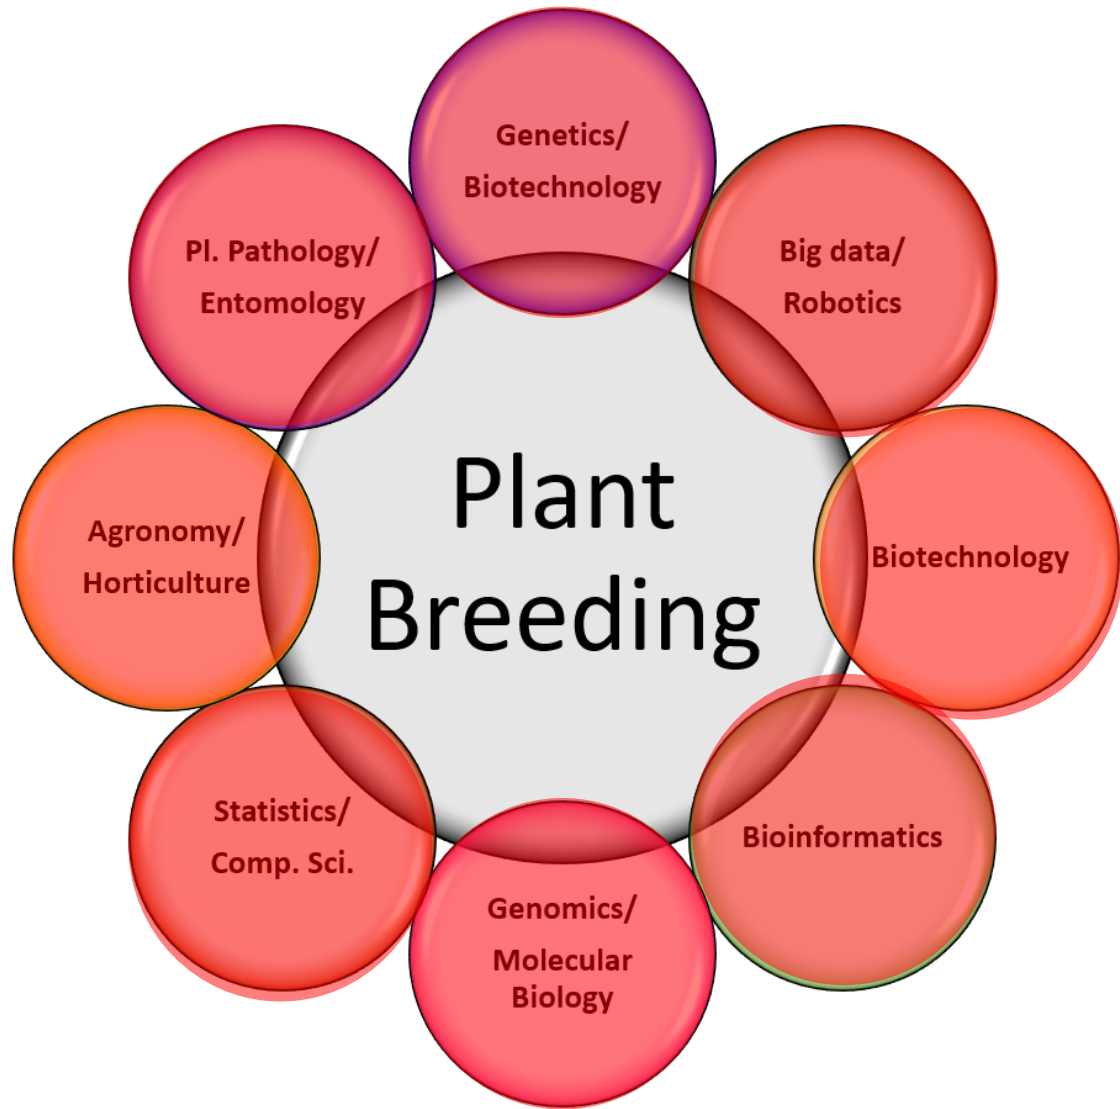 Genetics/
Biotechnology
Big data/
Robotics
Biotechnology
Bioinformatics
Genomics/
Molecular
Biology
Statistics/
Comp. Sci.
Agronomy/
Horticulture
Pl. Pathology/
Entomology
Plant
Breeding